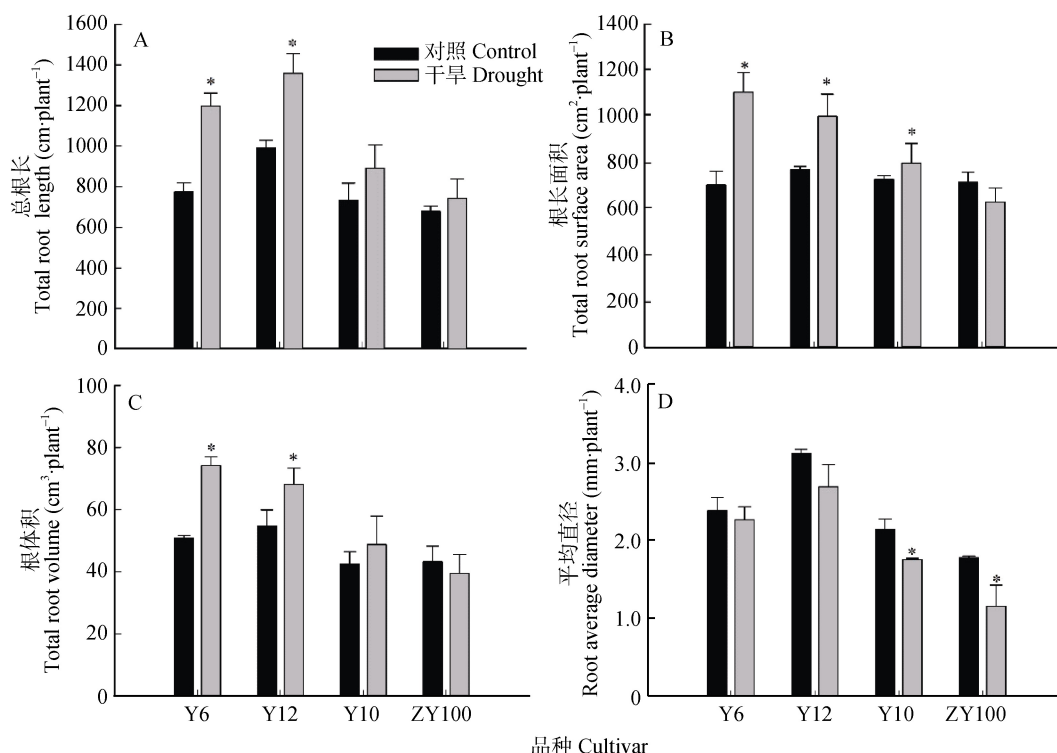 A
对照 Control
干旱 Drought
1600
1400
1200
1000
800
600
400
200
0
总根长
Total root length (cm·plant⁻¹)
* *
B
1400
1200
1000
800
600
400
200
0
根长面积
Total root surface area (cm²·plant⁻¹)
* * *
C
100
80
60
40
20
0
根体积
Total root volume (cm³·plant⁻¹)
* *
Y6 Y12 Y10 ZY100
D
4.0
3.0
2.0
1.0
0
平均直径
Root average diameter (mm·plant⁻¹)
* *
Y6 Y12 Y10 ZY100
品种 Cultivar